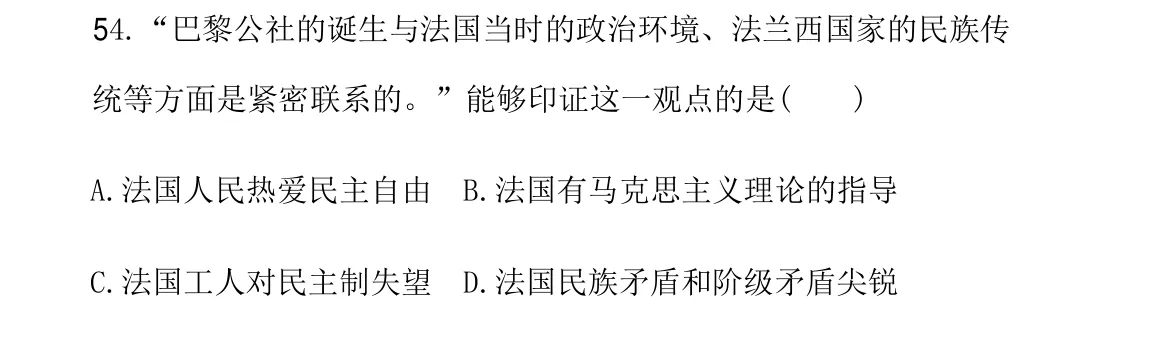 54.“巴黎公社的诞生与法国当时的政治环境、法兰西国家的民族传
统等方面是紧密联系的。”能够印证这一观点的是(　　)
A.法国人民热爱民主自由　B.法国有马克思主义理论的指导
C.法国工人对民主制失望　D.法国民族矛盾和阶级矛盾尖锐